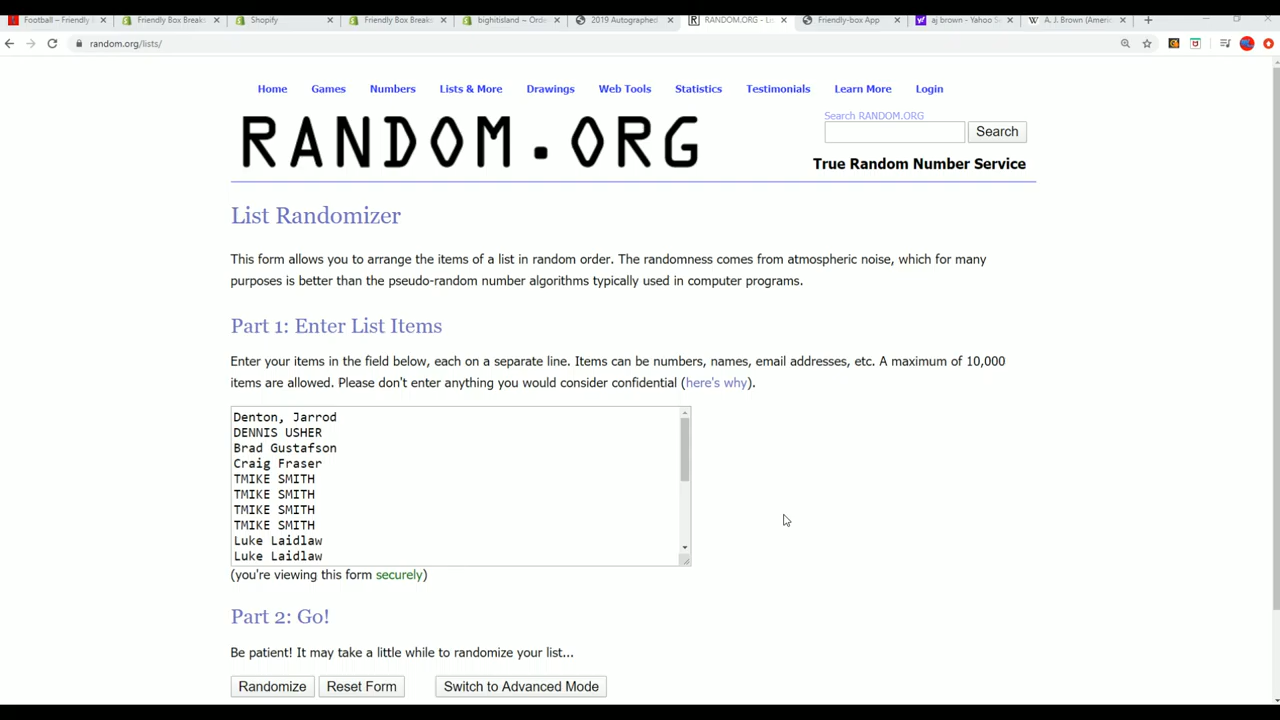 Football – Friendly
Friendly Box Breaks
Shopify
Friendly Box Breaks
bighitisland ~ Orde
2019 Autographed
RANDOM.ORG - Li
Friendly-box App
aj brown - Yahoo S
A. J. Brown (Ameri
random.org/lists/
Home Games Numbers Lists & More Drawings Web Tools Statistics Testimonials Learn More Login
RANDOM.ORG
Search RANDOM.ORG
Search
True Random Number Service
List Randomizer
This form allows you to arrange the items of a list in random order. The randomness comes from atmospheric noise, which for many
purposes is better than the pseudo-random number algorithms typically used in computer programs.
Part 1: Enter List Items
Enter your items in the field below, each on a separate line. Items can be numbers, names, email addresses, etc. A maximum of 10,000
items are allowed. Please don't enter anything you would consider confidential (here's why).
Denton, Jarrod
DENNIS USHER
Brad Gustafson
Craig Fraser
TMIKE SMITH
TMIKE SMITH
TMIKE SMITH
TMIKE SMITH
Luke Laidlaw
Luke Laidlaw
(you're viewing this form securely)
Part 2: Go!
Be patient! It may take a little while to randomize your list...
Randomize Reset Form Switch to Advanced Mode